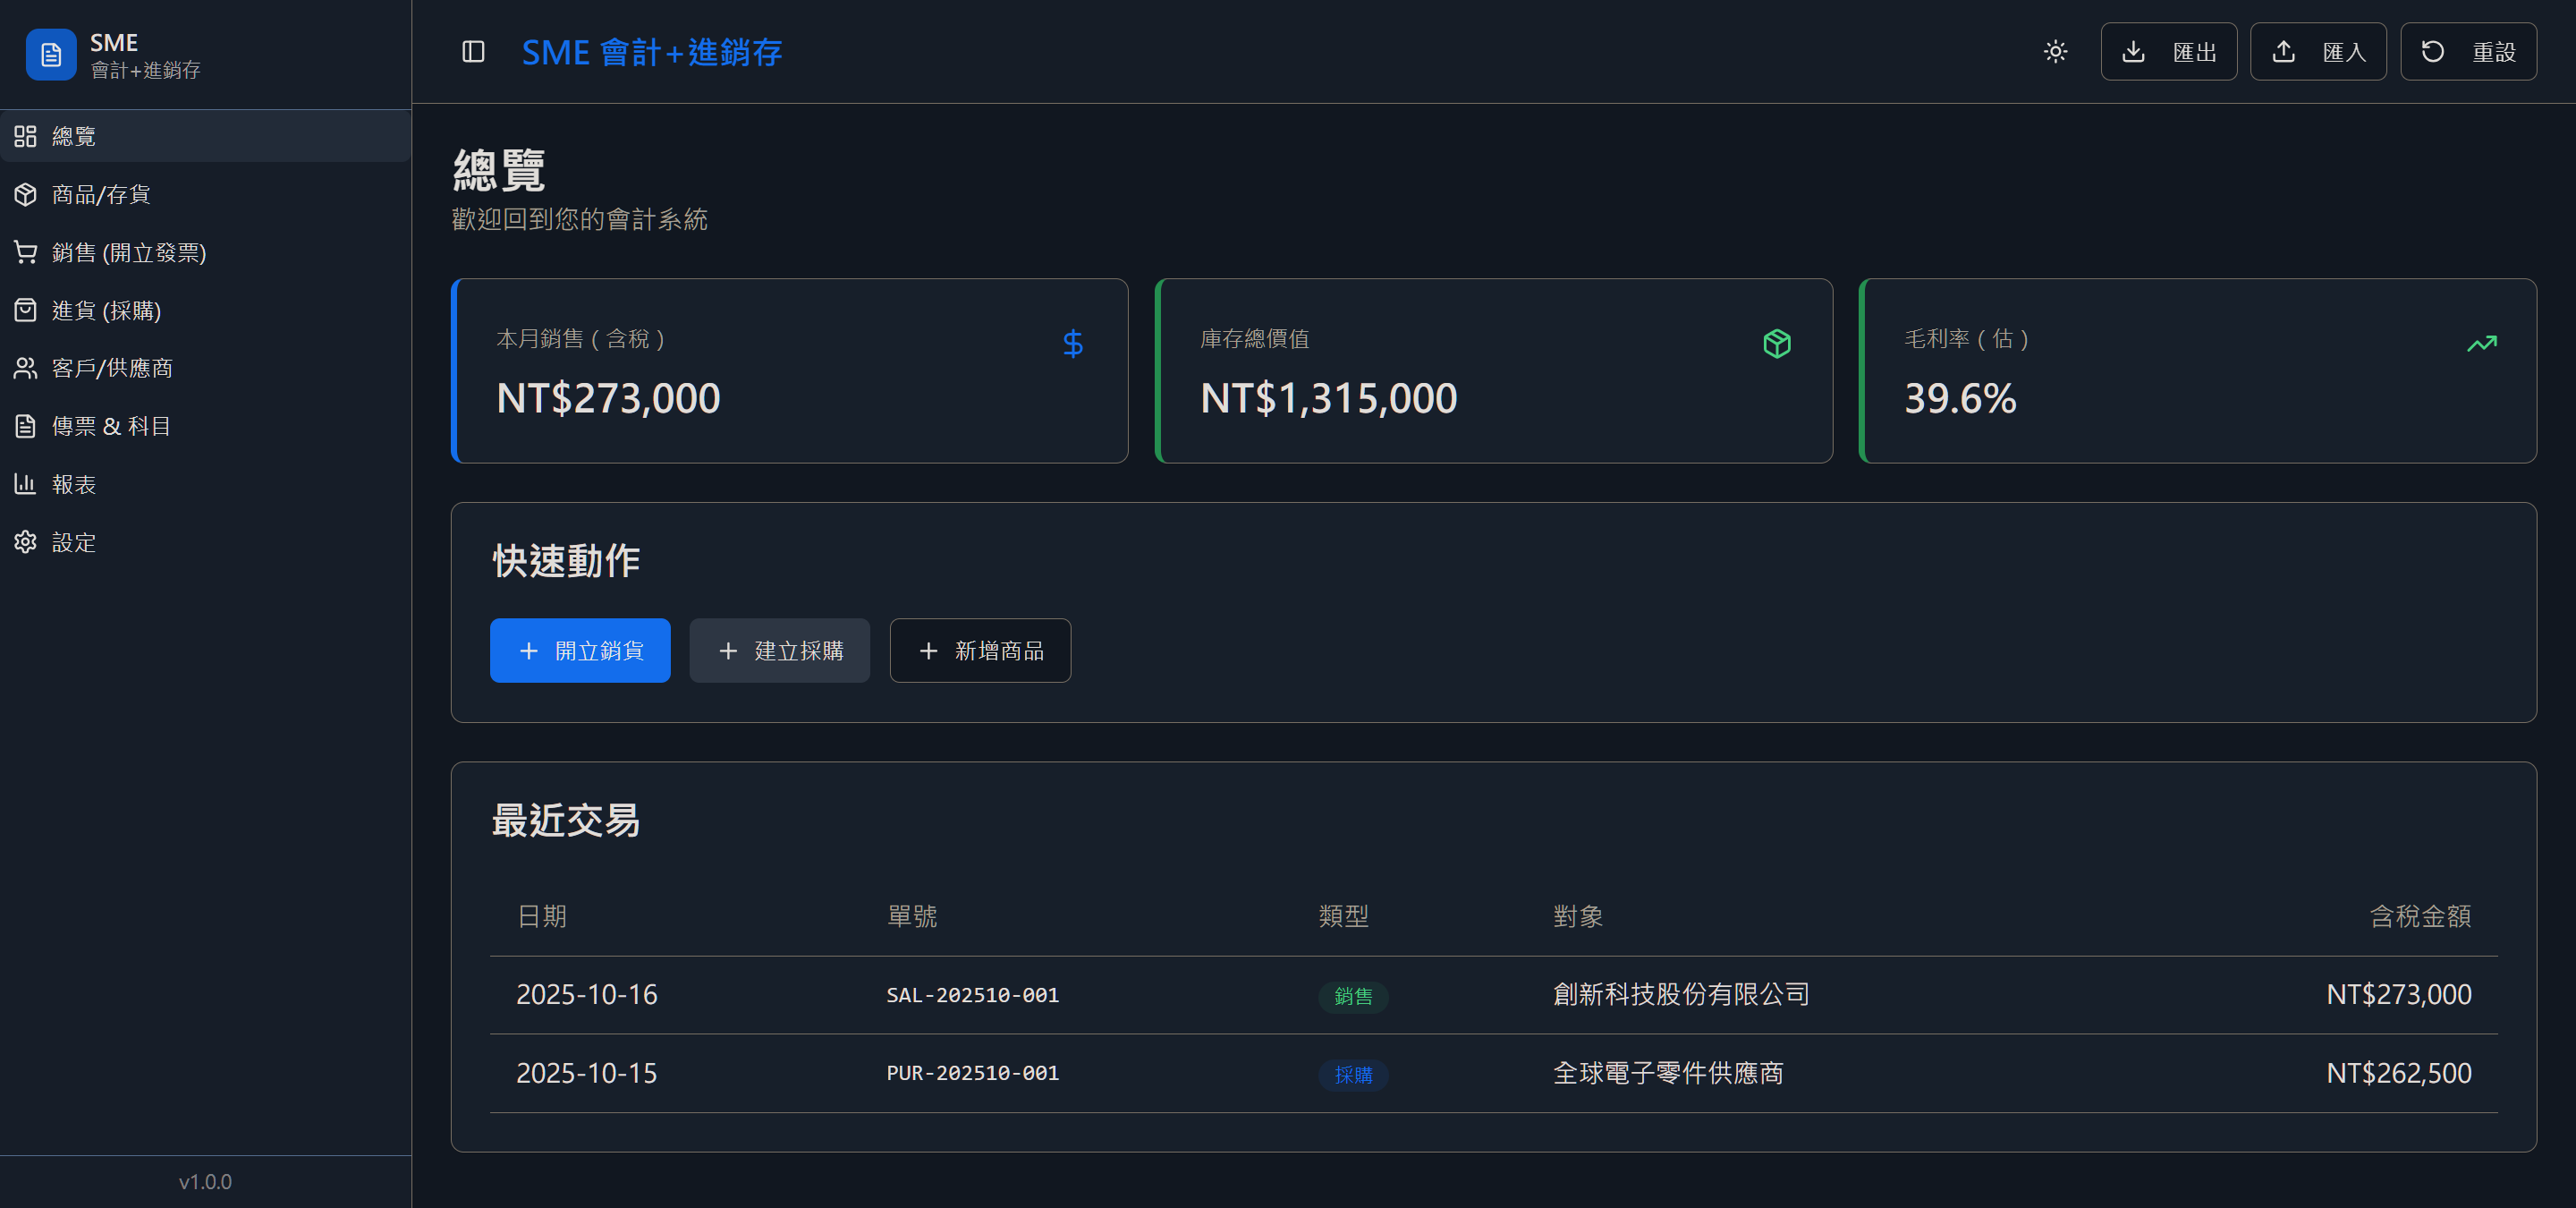 SME
會計+進銷存
總覽
商品/存貨
銷售 (開立發票)
進貨 (採購)
客戶/供應商
傳票 & 科目
報表
設定
v1.0.0
SME 會計+進銷存
匯出
匯入
重設
總覽
歡迎回到您的會計系統
本月銷售 ( 含稅 )
NT$273,000
庫存總價值
NT$1,315,000
毛利率 ( 估 )
39.6%
快速動作
+ 開立銷貨
+ 建立採購
+ 新增商品
最近交易
日期 單號 類型 對象 含稅金額
2025-10-16 SAL-202510-001 銷售 創新科技股份有限公司 NT$273,000
2025-10-15 PUR-202510-001 採購 全球電子零件供應商 NT$262,500